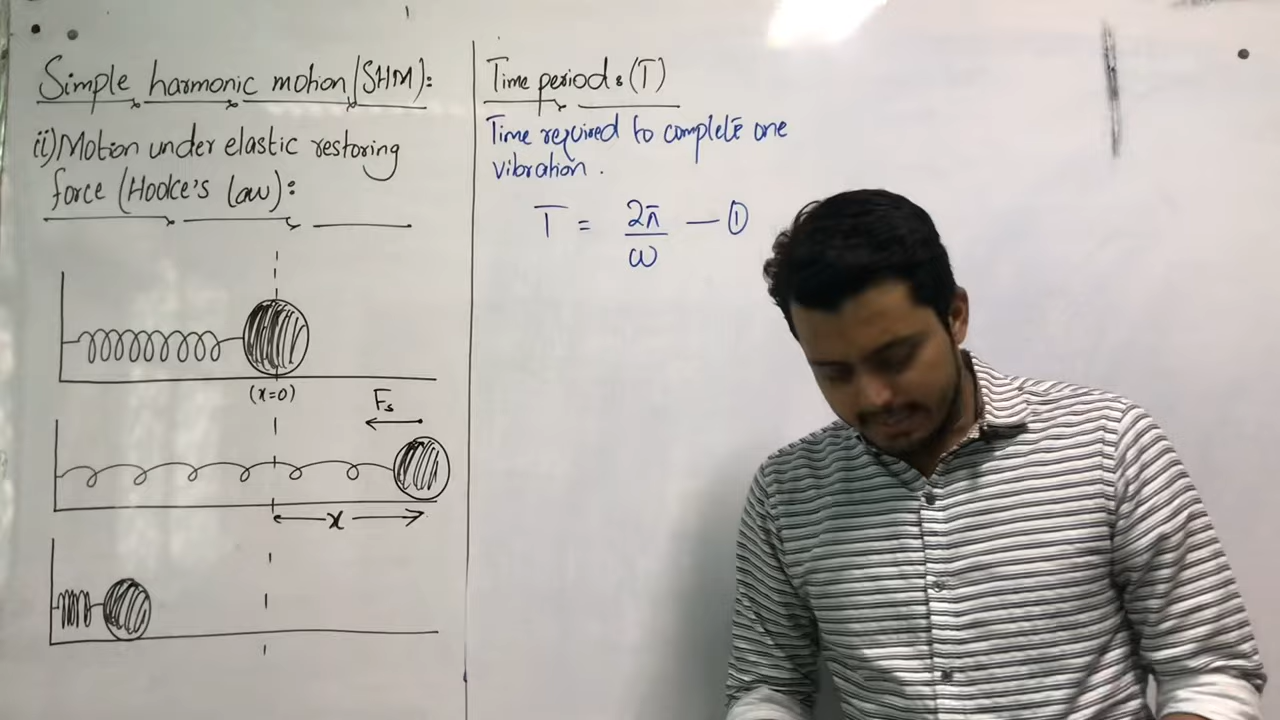 Simple harmonic motion (SHM):
ii) Motion under elastic restoring
force (Hooke's law):
(x=0)
Fs
x
Time period: (T)
Time required to complete one
vibration.
T = 2π/ω — ①